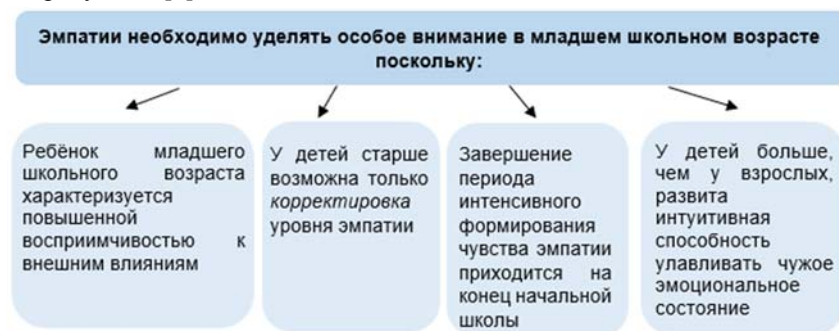 Эмпатии необходимо уделять особое внимание в младшем школьном возрасте
поскольку:
Ребёнок младшего
школьного возраста
характеризуется
повышенной
восприимчивостью к
внешним влияниям
У детей старше
возможна только
корректировка
уровня эмпатии
Завершение
периода
интенсивного
формирования
чувства эмпатии
приходится на
конец начальной
школы
У детей больше,
чем у взрослых,
развита
интуитивная
способность
улавливать чужое
эмоциональное
состояние